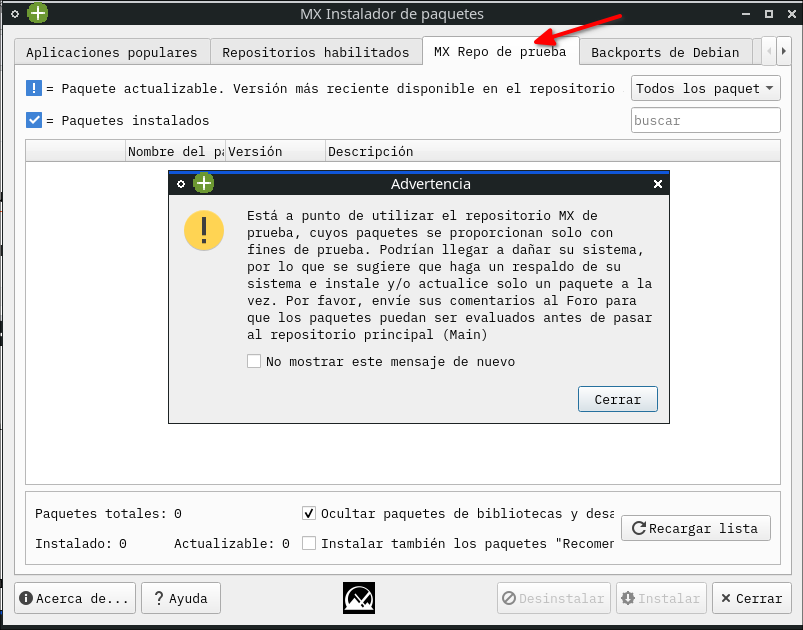 MX Instalador de paquetes
Aplicaciones populares
Repositorios habilitados
MX Repo de prueba
Backports de Debian
! = Paquete actualizable. Versión más reciente disponible en el repositorio
Todos los paquet
= Paquetes instalados
buscar
Nombre del pa
Versión
Descripción
Advertencia
Está a punto de utilizar el repositorio MX de
prueba, cuyos paquetes se proporcionan solo con
fines de prueba. Podrían llegar a dañar su sistema,
por lo que se sugiere que haga un respaldo de su
sistema e instale y/o actualice solo un paquete a la
vez. Por favor, envíe sus comentarios al Foro para
que los paquetes puedan ser evaluados antes de pasar
al repositorio principal (Main)
No mostrar este mensaje de nuevo
Cerrar
Paquetes totales: 0
Ocultar paquetes de bibliotecas y desa
Recargar lista
Instalado: 0
Actualizable: 0
Instalar también los paquetes "Recomen
Acerca de...
? Ayuda
Desinstalar
Instalar
Cerrar